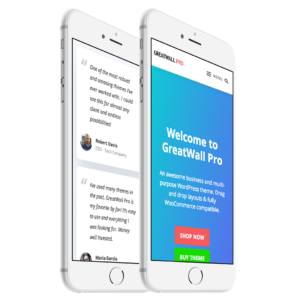 One of the most robust
and amazing themes I've
ever worked with. I could
use this for almost any
store and endless
possibilities!
Robert Davis
CEO - Tech Company
I've used many themes in
the past, GreatWall Pro is
my favorite by far! It's easy
to use and everything I
was looking for. Money
well invested.
Maria Garcia
GREATWALL PRO
MENU
Welcome to
GreatWall Pro
An awesome business and multi-
purpose WordPress theme. Drag
and drop layouts & fully
WooCommerce compatible.
SHOP NOW
BUY THEME